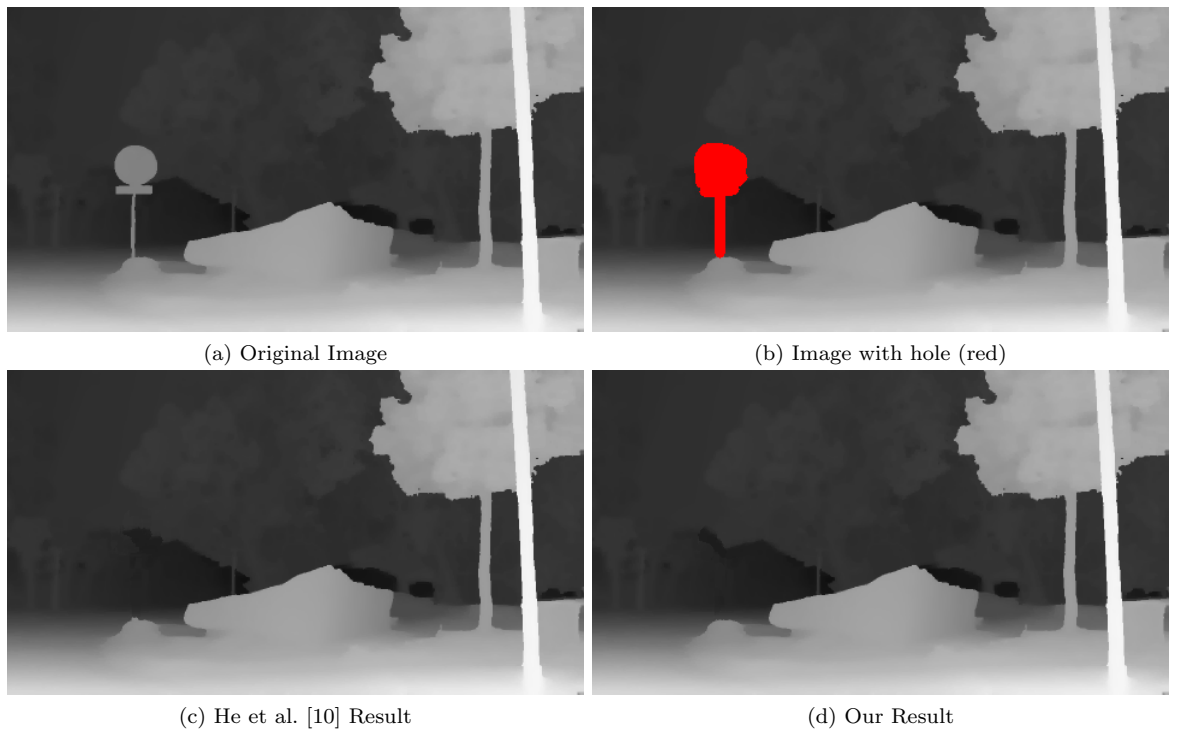 (a) Original Image
(b) Image with hole (red)
(c) He et al. [10] Result
(d) Our Result